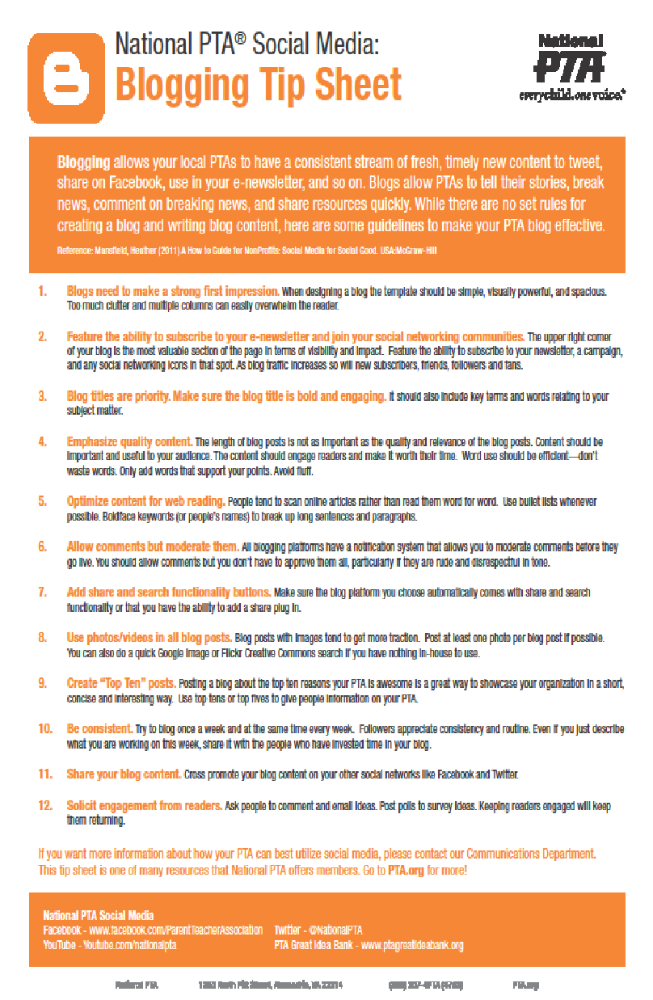 National PTA® Social Media:
Blogging Tip Sheet
National
PTA
everychild.one voice.®
Blogging allows your local PTAs to have a consistent stream of fresh, timely new content to tweet,
share on Facebook, use in your e-newsletter, and so on. Blogs allow PTAs to tell their stories, break
news, comment on breaking news, and share resources quickly. While there are no set rules for
creating a blog and writing blog content, here are some guidelines to make your PTA blog effective.
Reference: Mansfield, Heather (2011) A How to Guide for NonProfits: Social Media for Social Good. USA:McGraw-Hill
1. Blogs need to make a strong first impression. When designing a blog the template should be simple, visually powerful, and spacious.
Too much clutter and multiple columns can easily overwhelm the reader.
2. Feature the ability to subscribe to your e-newsletter and join your social networking communities. The upper right corner
of your blog is the most valuable section of the page in terms of visibility and impact. Feature the ability to subscribe to your newsletter, a campaign,
and any social networking icons in that spot. As blog traffic increases so will new subscribers, friends, followers and fans.
3. Blog titles are priority. Make sure the blog title is bold and engaging. It should also include key terms and words relating to your
subject matter.
4. Emphasize quality content. The length of blog posts is not as important as the quality and relevance of the blog posts. Content should be
important and useful to your audience. The content should engage readers and make it worth their time. Word use should be efficient—don't
waste words. Only add words that support your points. Avoid fluff.
5. Optimize content for web reading. People tend to scan online articles rather than read them word for word. Use bullet lists whenever
possible. Boldface keywords (or people's names) to break up long sentences and paragraphs.
6. Allow comments but moderate them. All blogging platforms have a notification system that allows you to moderate comments before they
go live. You should allow comments but you don't have to approve them all, particularly if they are rude and disrespectful in tone.
7. Add share and search functionality buttons. Make sure the blog platform you choose automatically comes with share and search
functionality or that you have the ability to add a share plug in.
8. Use photos/videos in all blog posts. Blog posts with images tend to get more traction. Post at least one photo per blog post if possible.
You can also do a quick Google image or Flickr Creative Commons search if you have nothing in-house to use.
9. Create “Top Ten” posts. Posting a blog about the top ten reasons your PTA is awesome is a great way to showcase your organization in a short,
concise and interesting way. Use top tens or top fives to give people information on your PTA.
10. Be consistent. Try to blog once a week and at the same time every week. Followers appreciate consistency and routine. Even if you just describe
what you are working on this week, share it with the people who have invested time in your blog.
11. Share your blog content. Cross promote your blog content on your other social networks like Facebook and Twitter.
12. Solicit engagement from readers. Ask people to comment and email ideas. Post polls to survey ideas. Keeping readers engaged will keep
them returning.
If you want more information about how your PTA can best utilize social media, please contact our Communications Department.
This tip sheet is one of many resources that National PTA offers members. Go to PTA.org for more!
National PTA Social Media
Facebook - www.facebook.com/ParentTeacherAssociation Twitter - @NationalPTA
YouTube - Youtube.com/nationalpta PTA Great Idea Bank - www.ptagreatideabank.org
National PTA Street, Alexandria, VA 22314 PTA.org